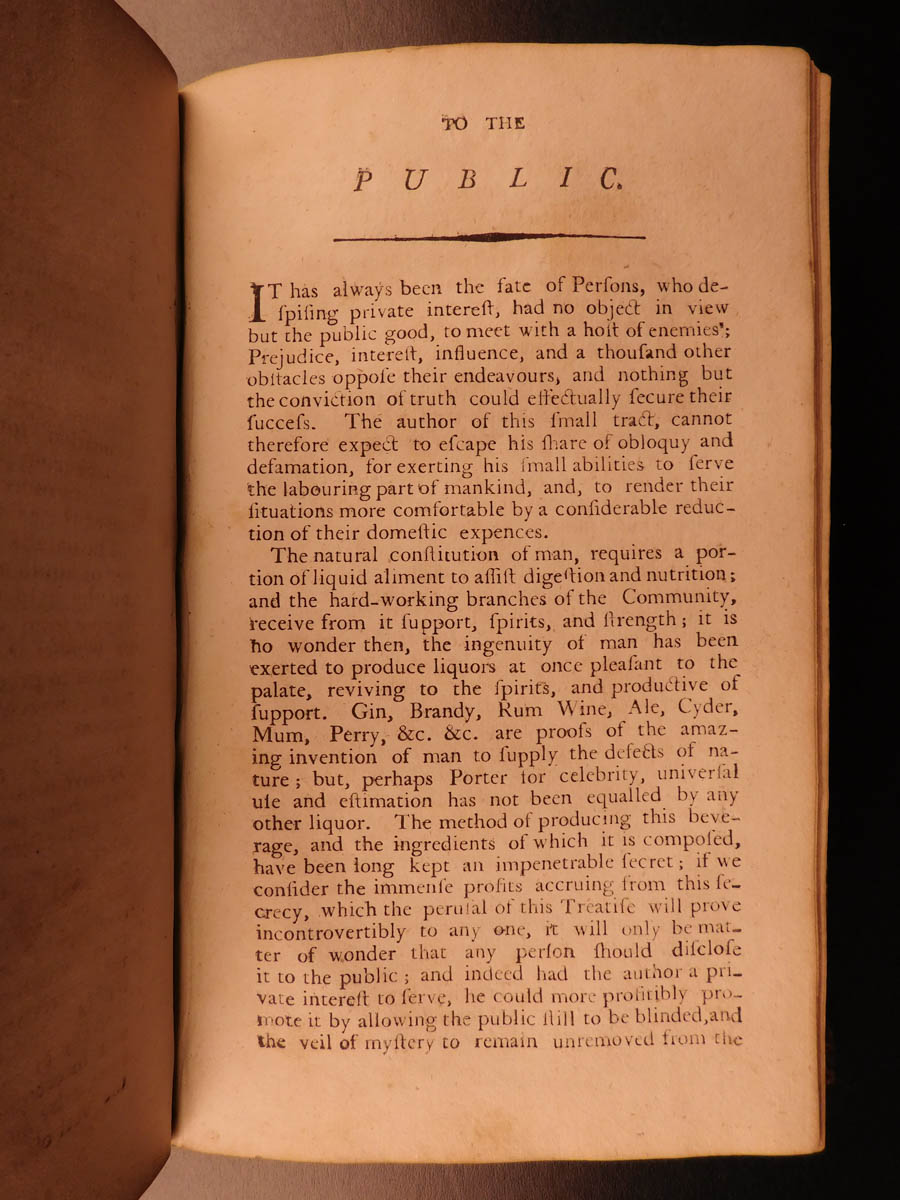 TO THE
PUBLIC.
IT has always been the fate of Perſons, who de-
ſpiſing private intereſt, had no object in view
but the public good, to meet with a hoſt of enemies;
Prejudice, intereſt, influence, and a thouſand other
obſtacles oppoſe their endeavours, and nothing but
the conviction of truth could effectually ſecure their
ſucceſs. The author of this ſmall tract, cannot
therefore expect to eſcape his ſhare of obloquy and
defamation, for exerting his ſmall abilities to ſerve
the labouring part of mankind, and, to render their
ſituations more comfortable by a conſiderable reduc-
tion of their domeſtic expences.
The natural conſtitution of man, requires a por-
tion of liquid aliment to aſſiſt digeſtion and nutrition;
and the hard-working branches of the Community,
receive from it ſupport, ſpirits, and ſtrength; it is
no wonder then, the ingenuity of man has been
exerted to produce liquors at once pleaſant to the
palate, reviving to the ſpirits, and productive of
ſupport. Gin, Brandy, Rum Wine, Ale, Cyder,
Mum, Perry, &c. &c. are proofs of the amaz-
ing invention of man to ſupply the defects of na-
ture; but, perhaps Porter for celebrity, univerſal
uſe and eſtimation has not been equalled by any
other liquor. The method of producing this beve-
rage, and the ingredients of which it is compoſed,
have been long kept an impenetrable ſecret; if we
conſider the immenſe profits accruing from this ſe-
crecy, which the peruſal of this Treatiſe will prove
incontrovertibly to any one, it will only be mat-
ter of wonder that any perſon ſhould diſcloſe
it to the public; and indeed had the author a pri-
vate intereſt to ſerve, he could more profitibly pro-
mote it by allowing the public ſtill to be blinded, and
the veil of myſtery to remain unremoved from the